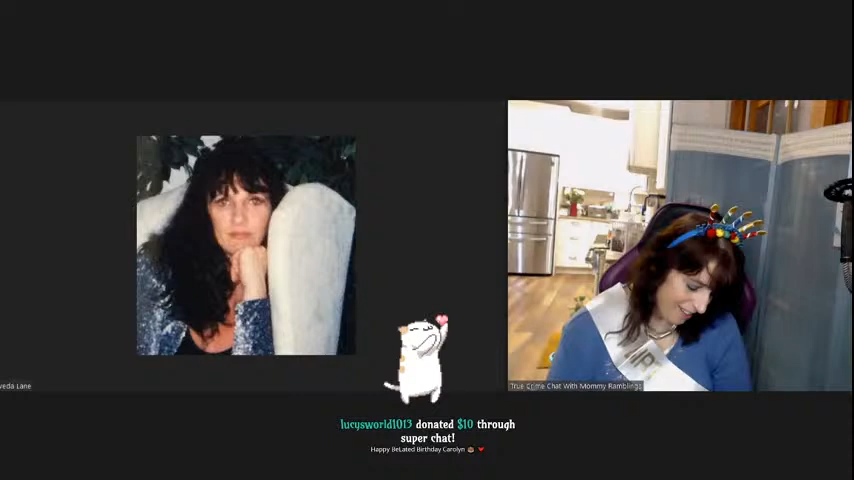 veda Lane
True Crime Chat With Mommy Ramblings
lucysworld1013 donated $10 through
super chat!
Happy BeLated Birthday Carolyn